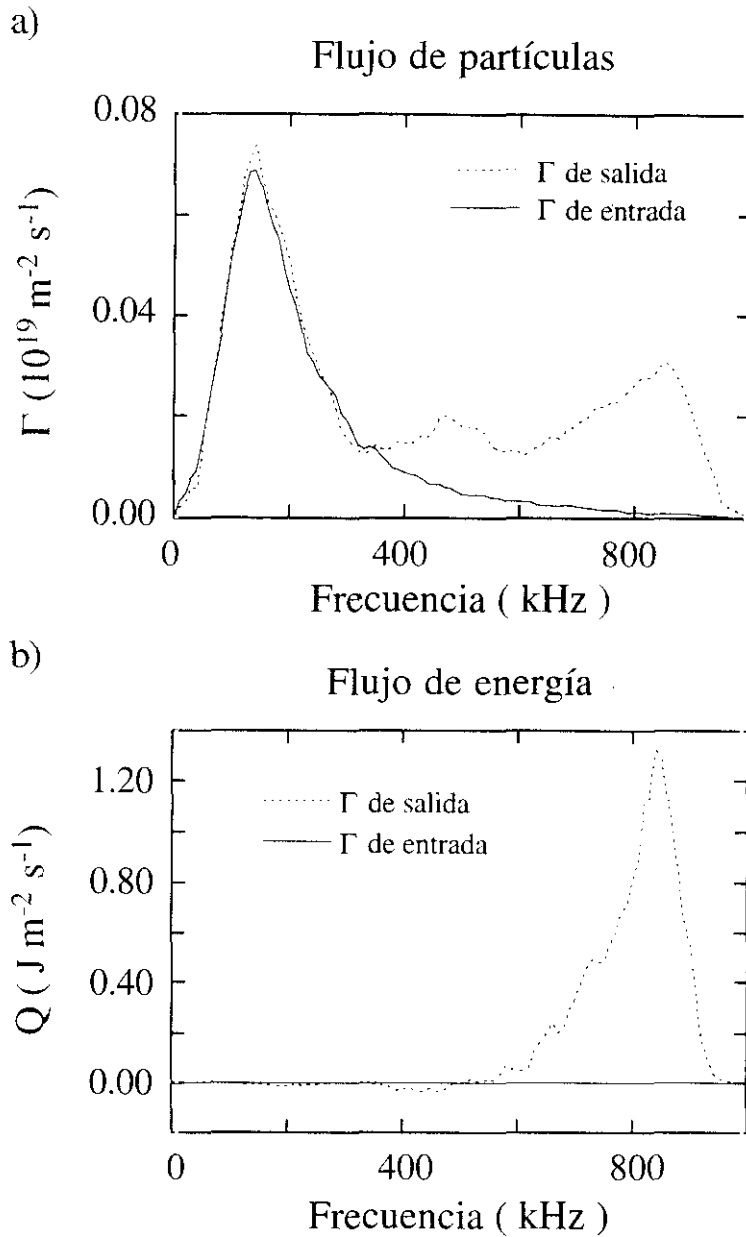 a)
Flujo de partículas
0.08
Γ de salida
Γ de entrada
0.04
Γ (10¹⁹ m⁻² s⁻¹)
0.00
0 400 800
Frecuencia ( kHz )
b)
Flujo de energía
1.20
Γ de salida
Γ de entrada
0.80
Q ( J m⁻² s⁻¹)
0.40
0.00
0 400 800
Frecuencia ( kHz )